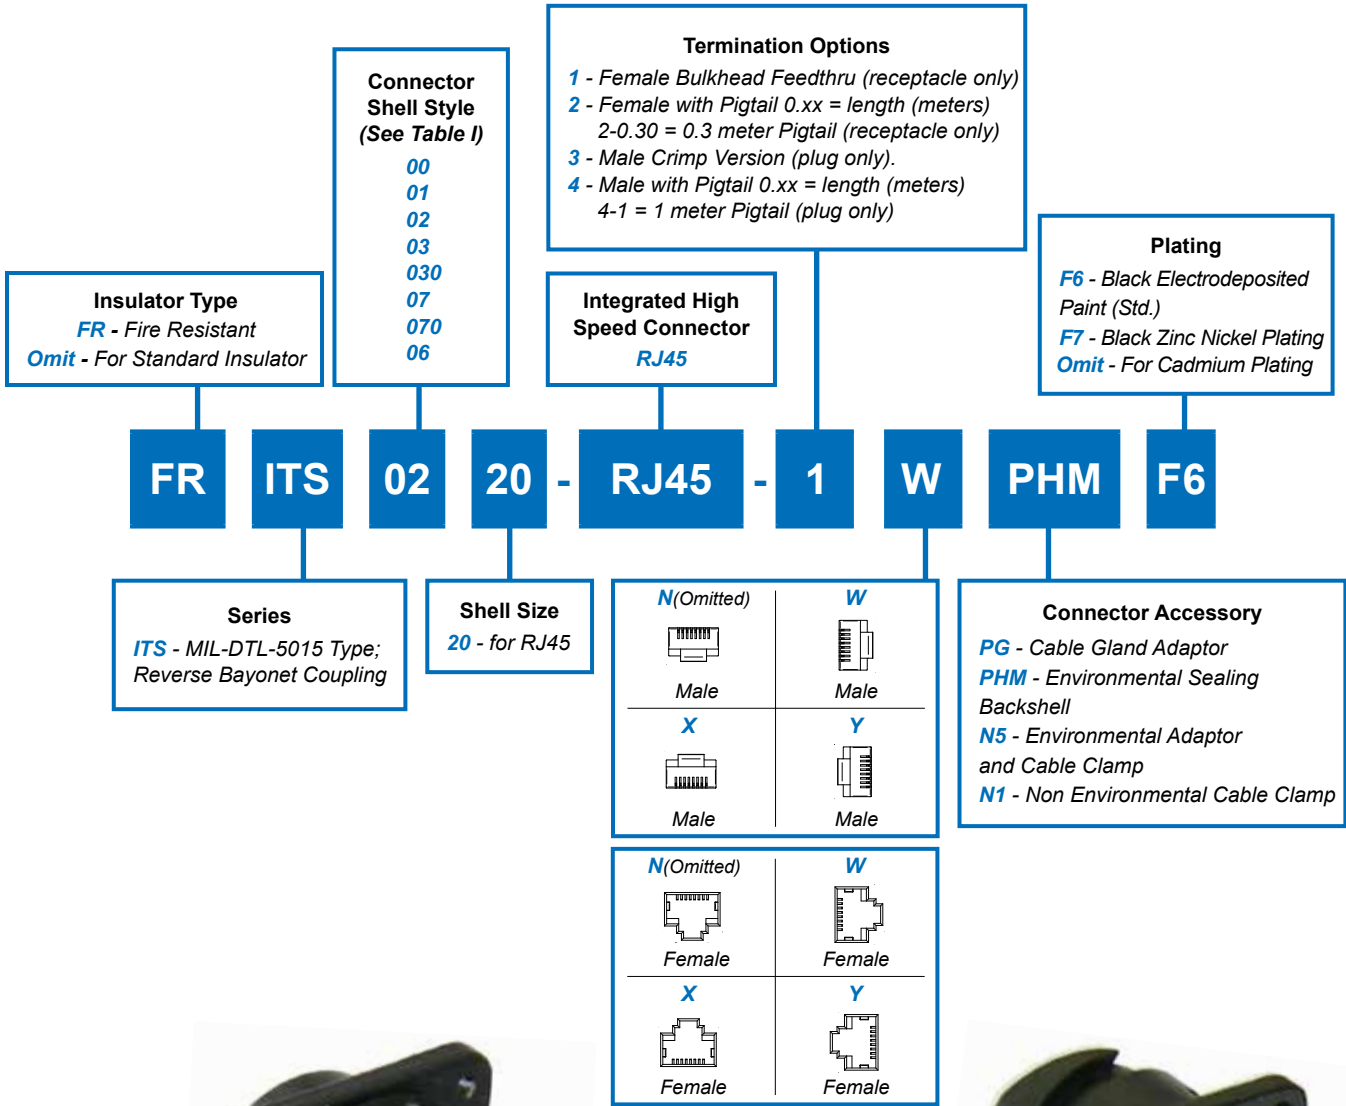 Termination Options
1 - Female Bulkhead Feedthru (receptacle only)
2 - Female with Pigtail 0.xx = length (meters)
2-0.30 = 0.3 meter Pigtail (receptacle only)
3 - Male Crimp Version (plug only).
4 - Male with Pigtail 0.xx = length (meters)
4-1 = 1 meter Pigtail (plug only)
Connector
Shell Style
(See Table I)
00
01
02
03
030
07
070
06
Plating
F6 - Black Electrodeposited
Paint (Std.)
F7 - Black Zinc Nickel Plating
Omit - For Cadmium Plating
Insulator Type
FR - Fire Resistant
Omit - For Standard Insulator
Integrated High
Speed Connector
RJ45
FR ITS 02 20 - RJ45 - 1 W PHM F6
Series
ITS - MIL-DTL-5015 Type;
Reverse Bayonet Coupling
Shell Size
20 - for RJ45
N(Omitted) W
Male Male
X Y
Male Male
N(Omitted) W
Female Female
X Y
Female Female
Connector Accessory
PG - Cable Gland Adaptor
PHM - Environmental Sealing
Backshell
N5 - Environmental Adaptor
and Cable Clamp
N1 - Non Environmental Cable Clamp